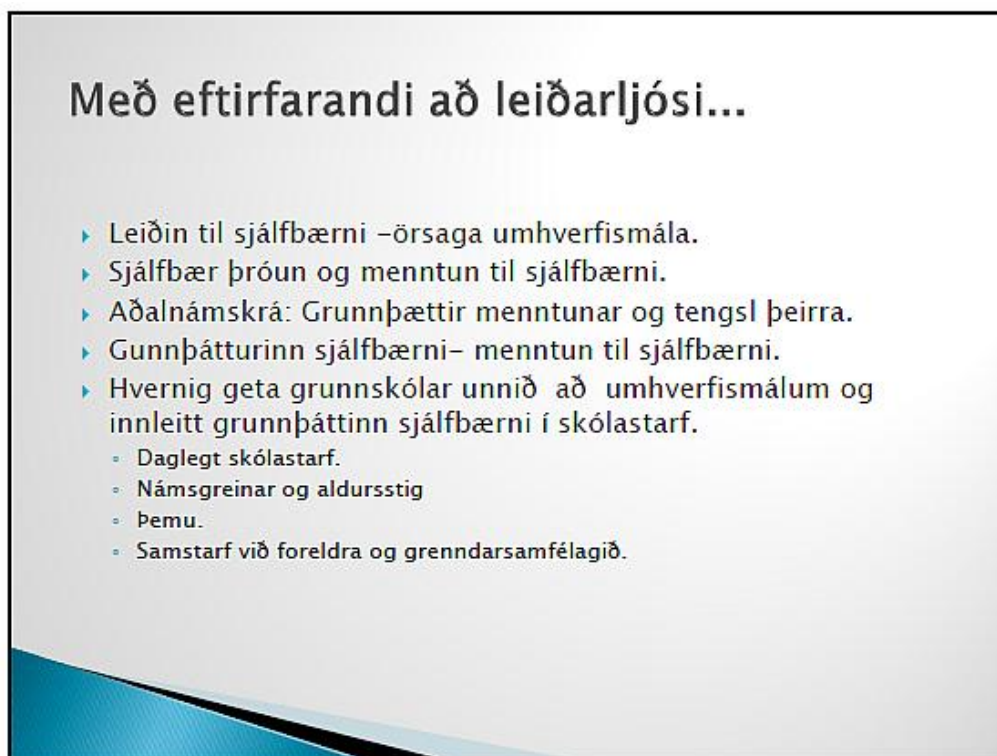 Með eftirfarandi að leiðarljósi...
Leiðin til sjálfbærni –örsaga umhverfismála.
Sjálfbær þróun og menntun til sjálfbærni.
Aðalnámskrá: Grunnþættir menntunar og tengsl þeirra.
Gunnþátturinn sjálfbærni– menntun til sjálfbærni.
Hvernig geta grunnskólar unnið að umhverfismálum og
innleitt grunnþáttinn sjálfbærni í skólastarf.
Daglegt skólastarf.
Námsgreinar og aldursstig
Þemu.
Samstarf við foreldra og grenndarsamfélagið.